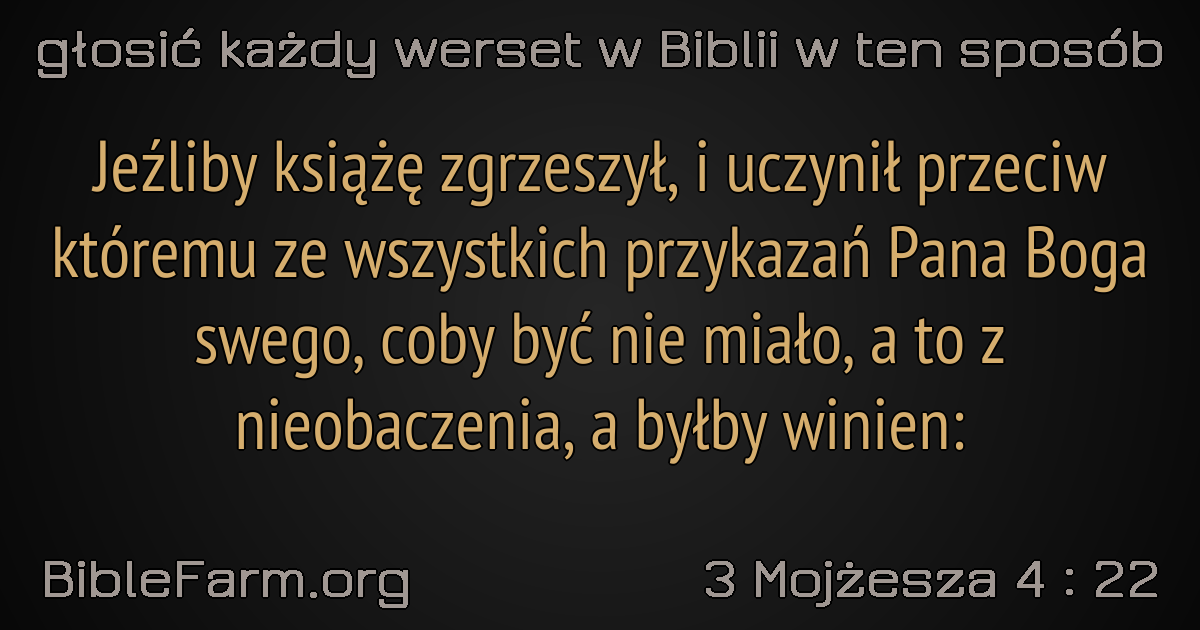 głosić każdy werset w Biblii w ten sposób
Jeźliby książę zgrzeszył, i uczynił przeciw
któremu ze wszystkich przykazań Pana Boga
swego, coby być nie miało, a to z
nieobaczenia, a byłby winien:
BibleFarm.org
3 Mojżesza 4 : 22